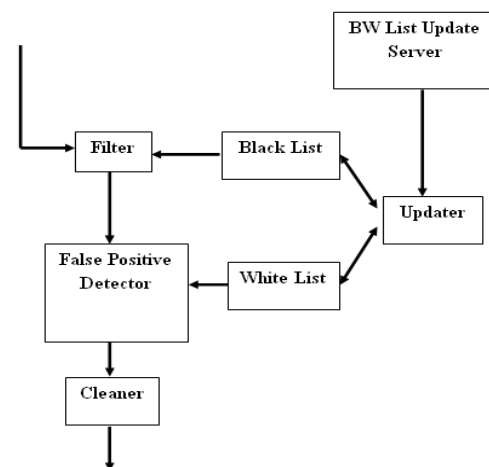 BW List Update
Server
Filter
Black List
Updater
False Positive
Detector
White List
Cleaner